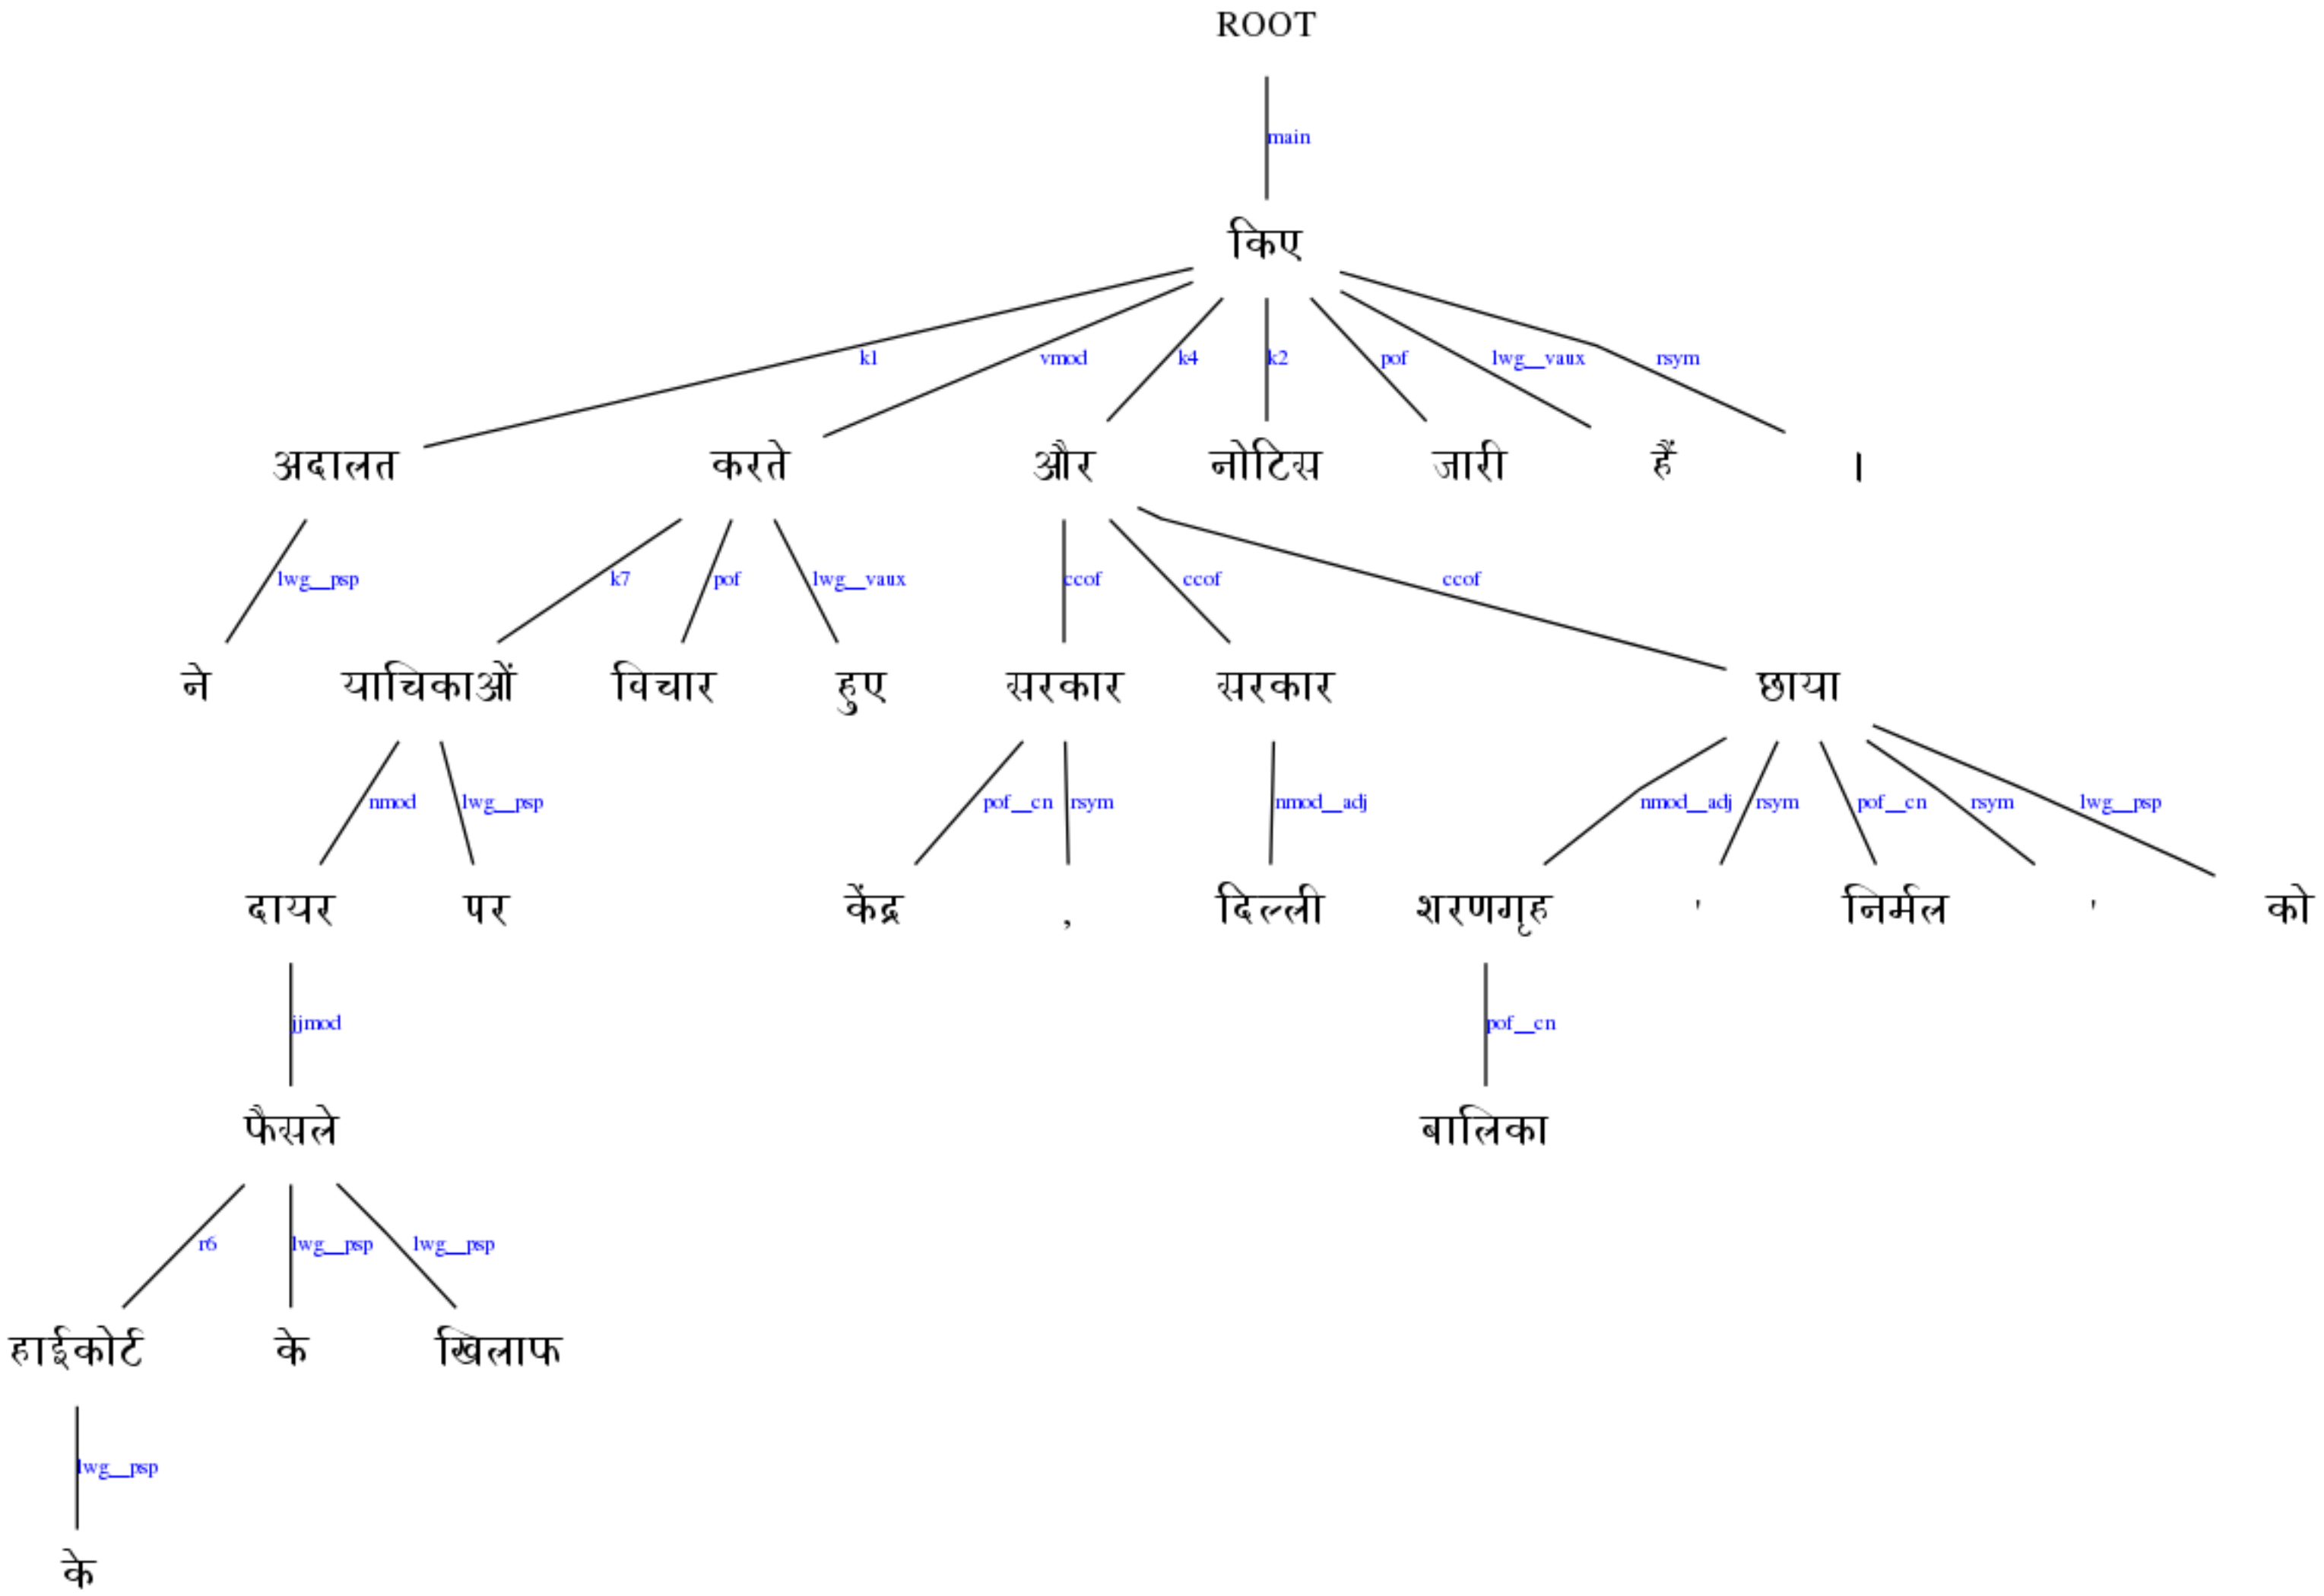 ROOT
main
किए
k1 vmod k4 k2 pof lwg__vaux rsym
अदालत करते और नोटिस जारी हैं ।
lwg__psp k7 pof lwg__vaux ccof ccof ccof
ने याचिकाओं विचार हुए सरकार सरकार छाया
nmod lwg__psp pof__cn rsym nmod__adj nmod__adj rsym pof__cn rsym lwg__psp
दायर पर केंद्र , दिल्ली शरणगृह ' निर्मल ' को
jjmod pof__cn
फैसले बालिका
r6 lwg__psp lwg__psp
हाईकोर्ट के खिलाफ
lwg__psp
के